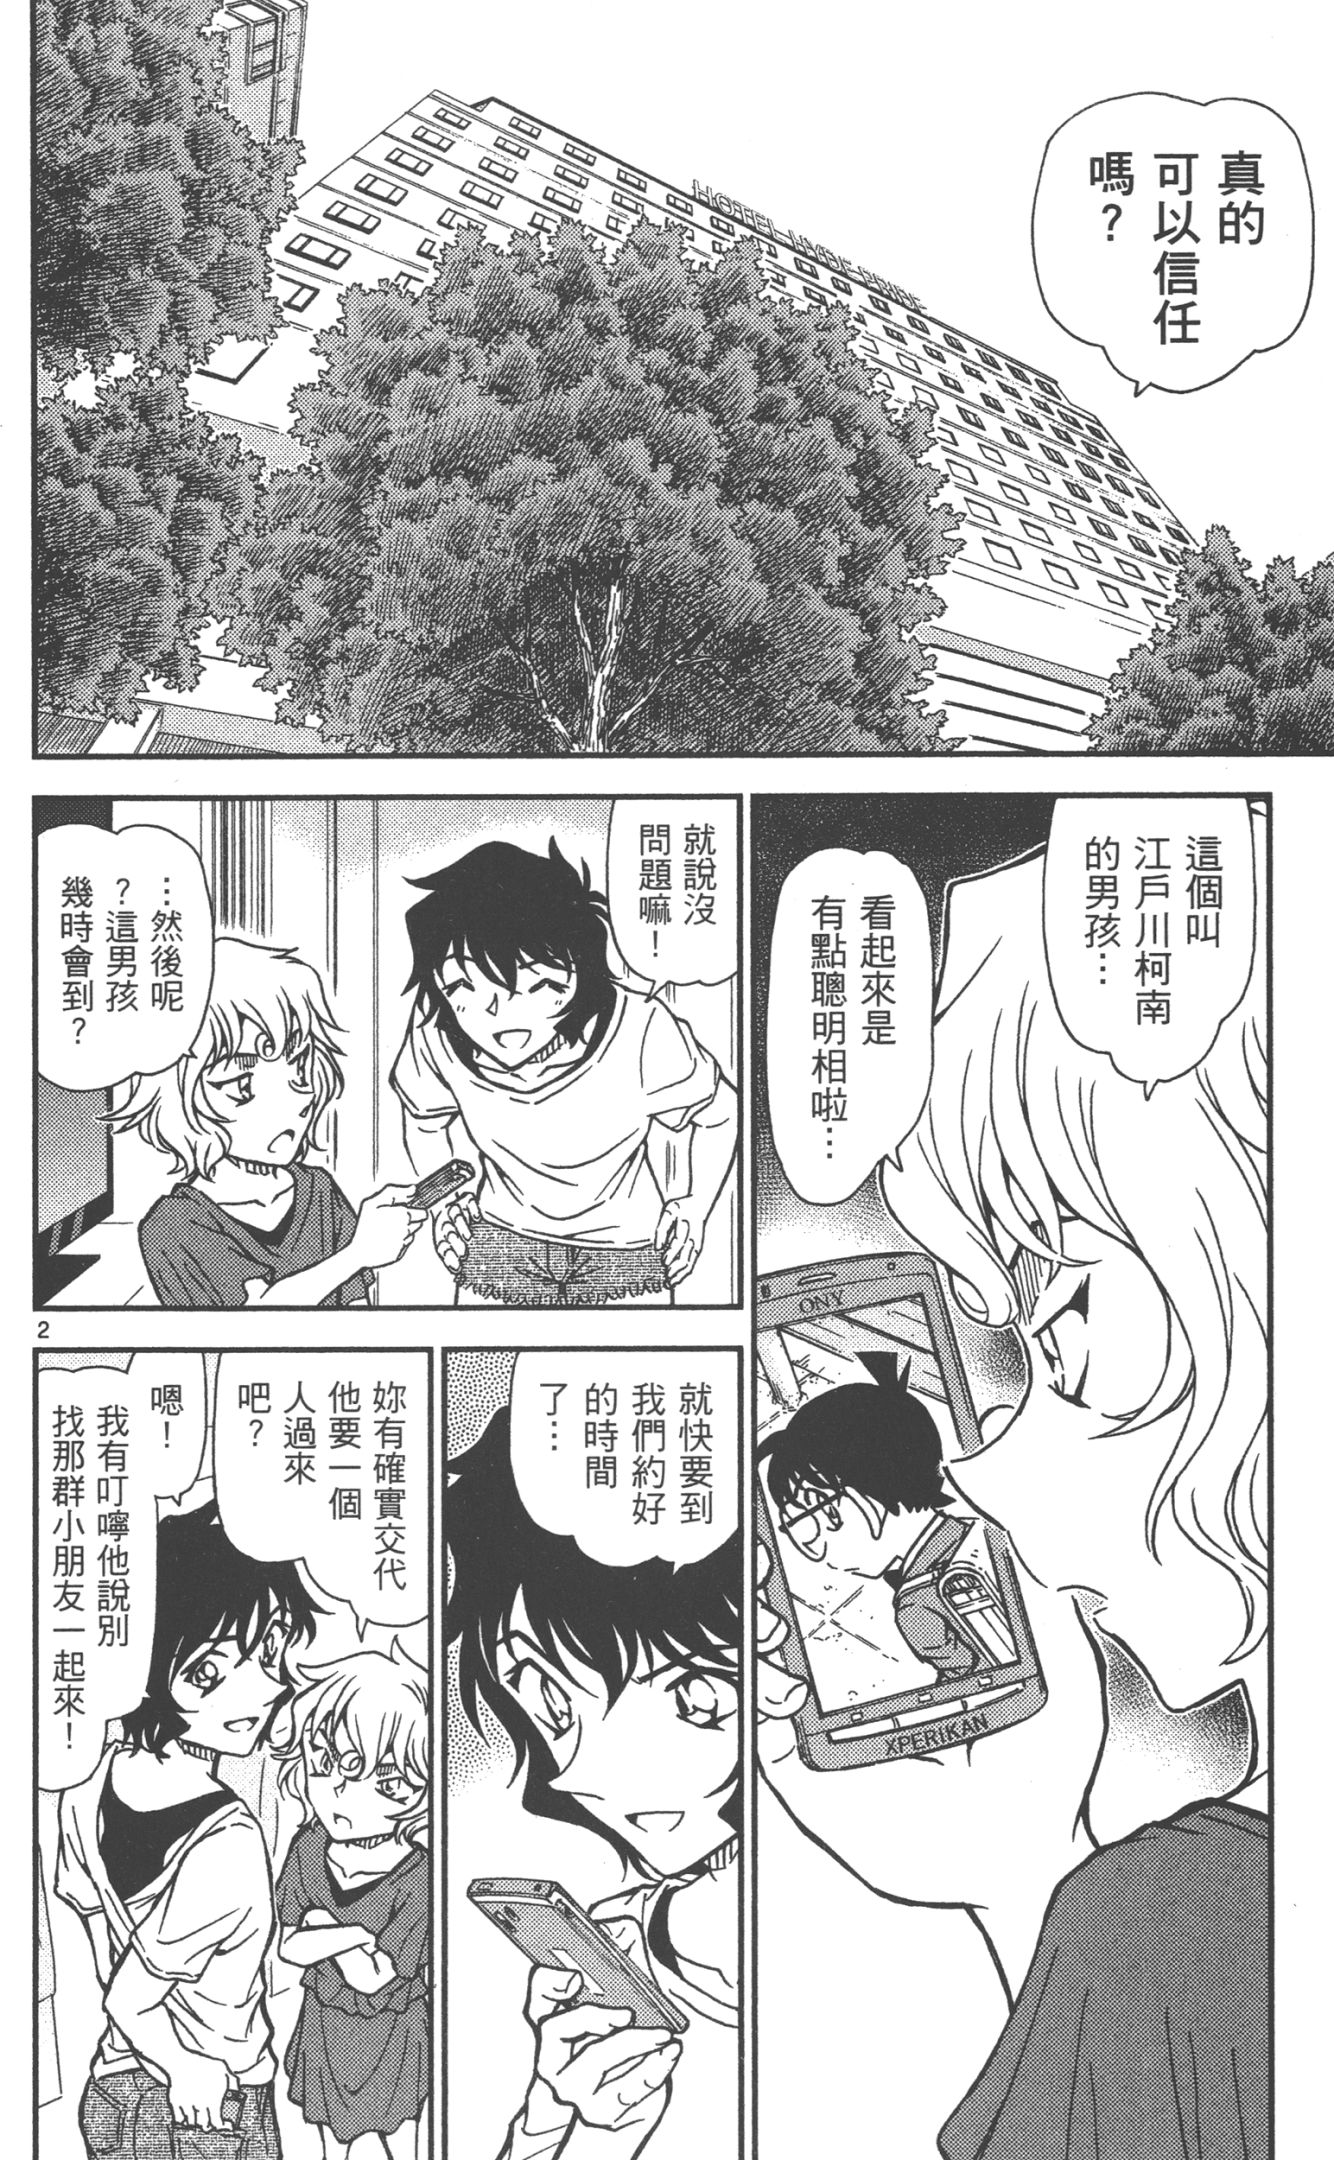 真的
可以信任
嗎？
HOTEL HYDE PRIDE
這個叫
江戶川柯南
的男孩…
看起來是
有點聰明相啦…
ONY
XPERIKAN
就說沒
問題嘛！
…然後呢
？這男孩
幾時會到？
2
就快要到
我們約好
的時間
了…
妳有確實交代
他要一個
人過來
吧？
嗯！
我有叮嚀他說別
找那群小朋友一起來！